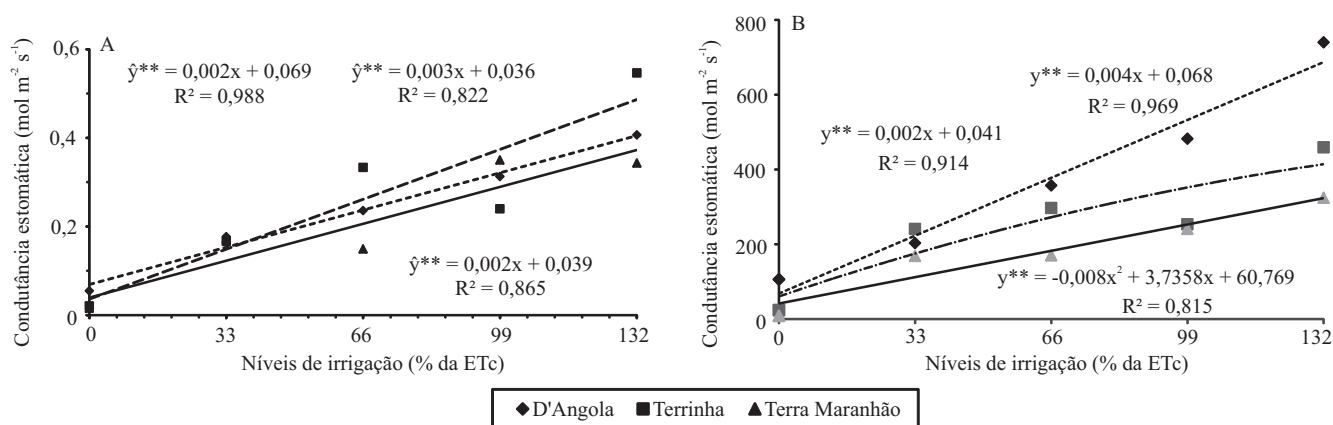 A
Condutância estomática (mol m⁻² s⁻¹)
0,6
0,4
0,2
0
ŷ** = 0,002x + 0,069
R² = 0,988
ŷ** = 0,003x + 0,036
R² = 0,822
ŷ** = 0,002x + 0,039
R² = 0,865
0 33 66 99 132
Níveis de irrigação (% da ETc)
B
Condutância estomática (mol m⁻² s⁻¹)
800
600
400
200
0
y** = 0,004x + 0,068
R² = 0,969
y** = 0,002x + 0,041
R² = 0,914
y** = -0,008x² + 3,7358x + 60,769
R² = 0,815
0 33 66 99 132
Níveis de irrigação (% da ETc)
D'Angola Terrinha Terra Maranhão